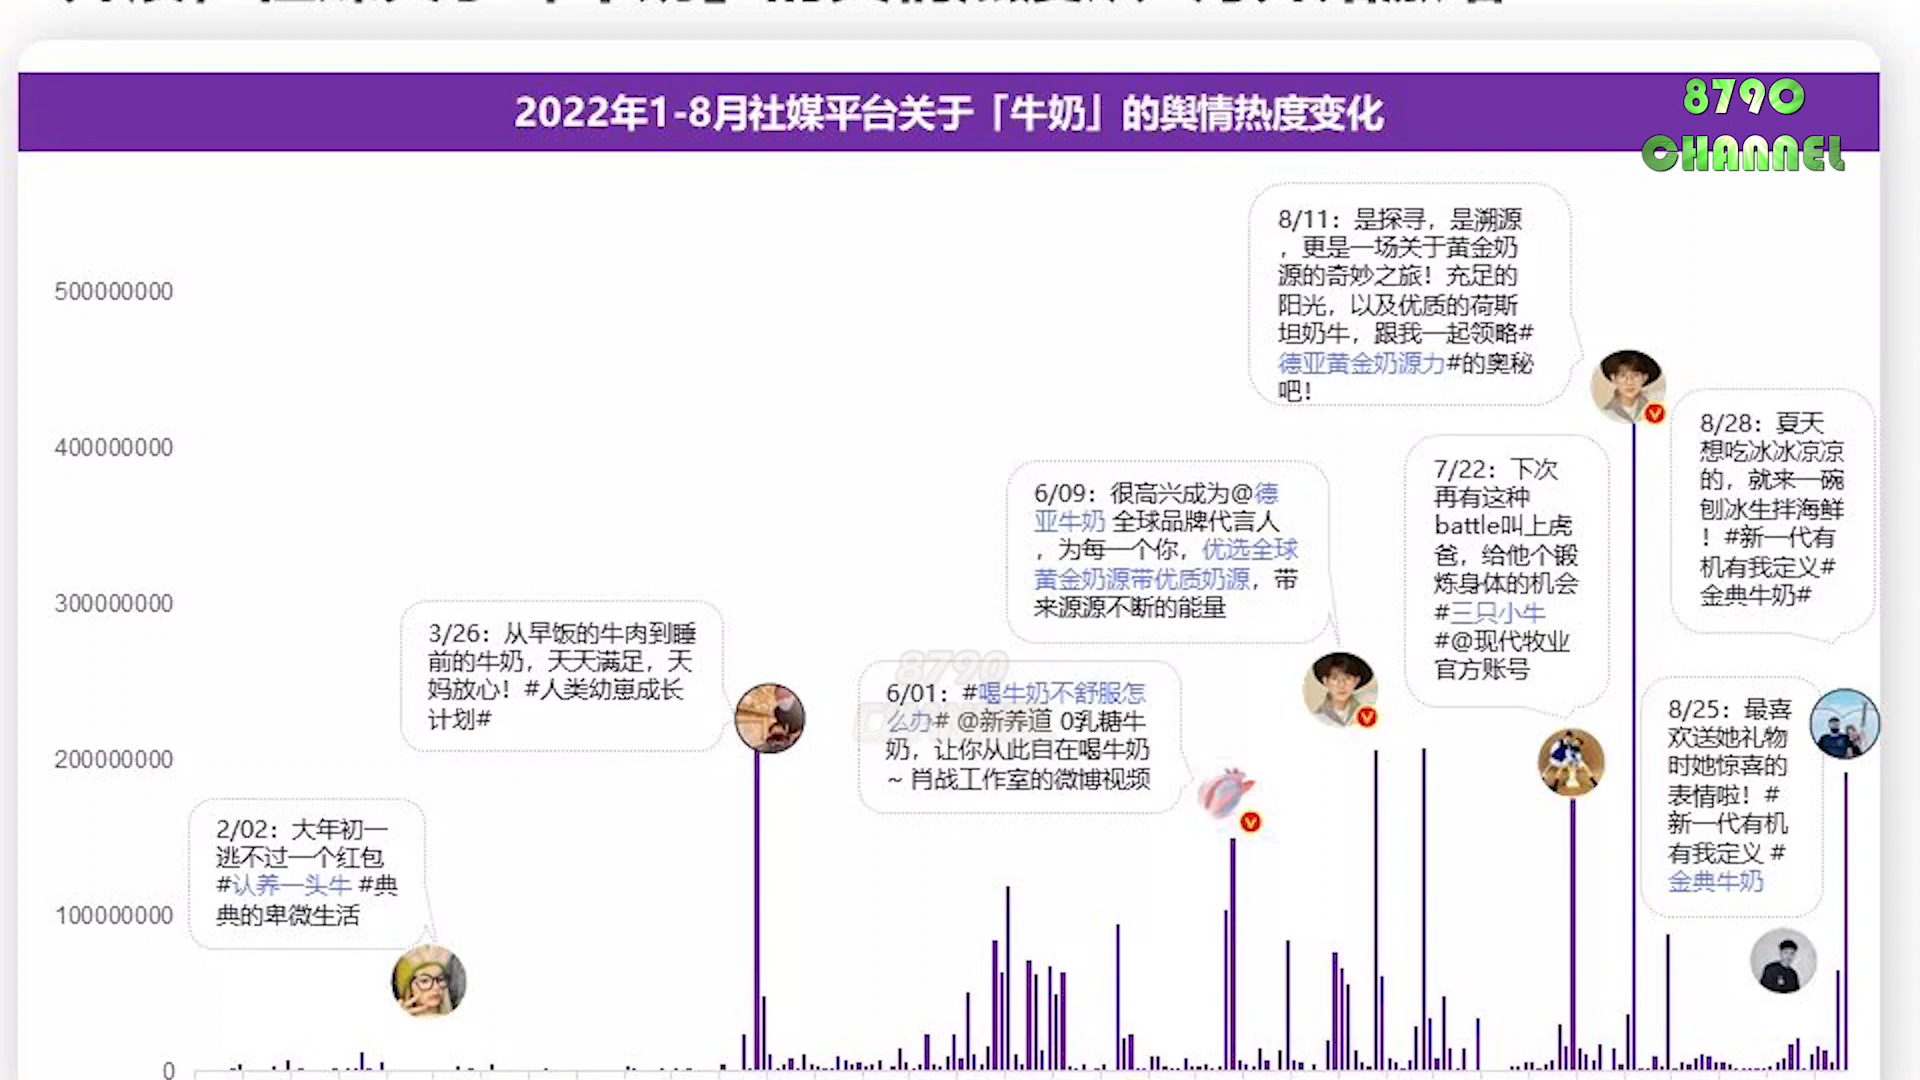 2022年1-8月社媒平台关于「牛奶」的舆情热度变化
8790
CHANNEL
500000000
400000000
300000000
200000000
100000000
0
2/02：大年初一
逃不过一个红包
#认养一头牛 #典
典的卑微生活
3/26：从早饭的牛肉到睡
前的牛奶，天天满足，天
妈放心！#人类幼崽成长
计划#
8790
6/01：#喝牛奶不舒服怎
么办# @新养道 0乳糖牛
奶，让你从此自在喝牛奶
~ 肖战工作室的微博视频
6/09：很高兴成为@德
亚牛奶 全球品牌代言人
，为每一个你，优选全球
黄金奶源带优质奶源，带
来源源不断的能量
7/22：下次
再有这种
battle叫上虎
爸，给他个锻
炼身体的机会
#三只小牛
#@现代牧业
官方账号
8/11：是探寻，是溯源
，更是一场关于黄金奶
源的奇妙之旅！充足的
阳光，以及优质的荷斯
坦奶牛，跟我一起领略#
德亚黄金奶源力#的奥秘
吧！
8/25：最喜
欢送她礼物
时她惊喜的
表情啦！#
新一代有机
有我定义 #
金典牛奶
8/28：夏天
想吃冰冰凉凉
的，就来一碗
刨冰生拌海鲜
！#新一代有
机有我定义#
金典牛奶#